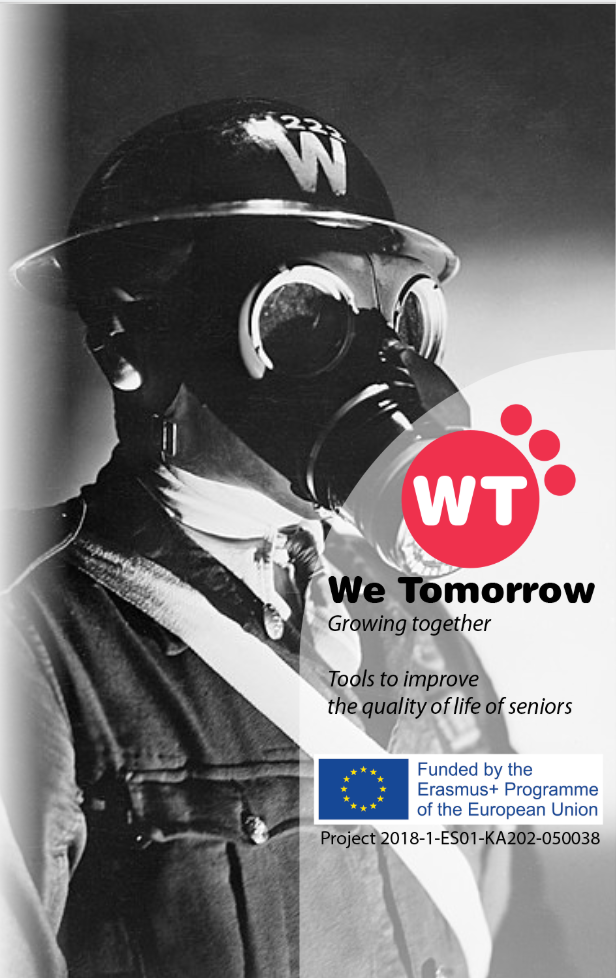 222
W
WT
We Tomorrow
Growing together
Tools to improve
the quality of life of seniors
Funded by the
Erasmus+ Programme
of the European Union
Project 2018-1-ES01-KA202-050038